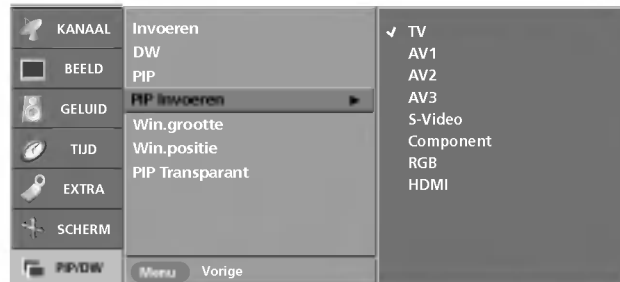 KANAAL
BEELD
GELUID
TIJD
EXTRA
SCHERM
PIP/DW
Invoeren
DW
PIP
PIP Invoeren
Win.grootte
Win.positie
PIP Transparant
Menu Vorige
TV
AV1
AV2
AV3
S-Video
Component
RGB
HDMI